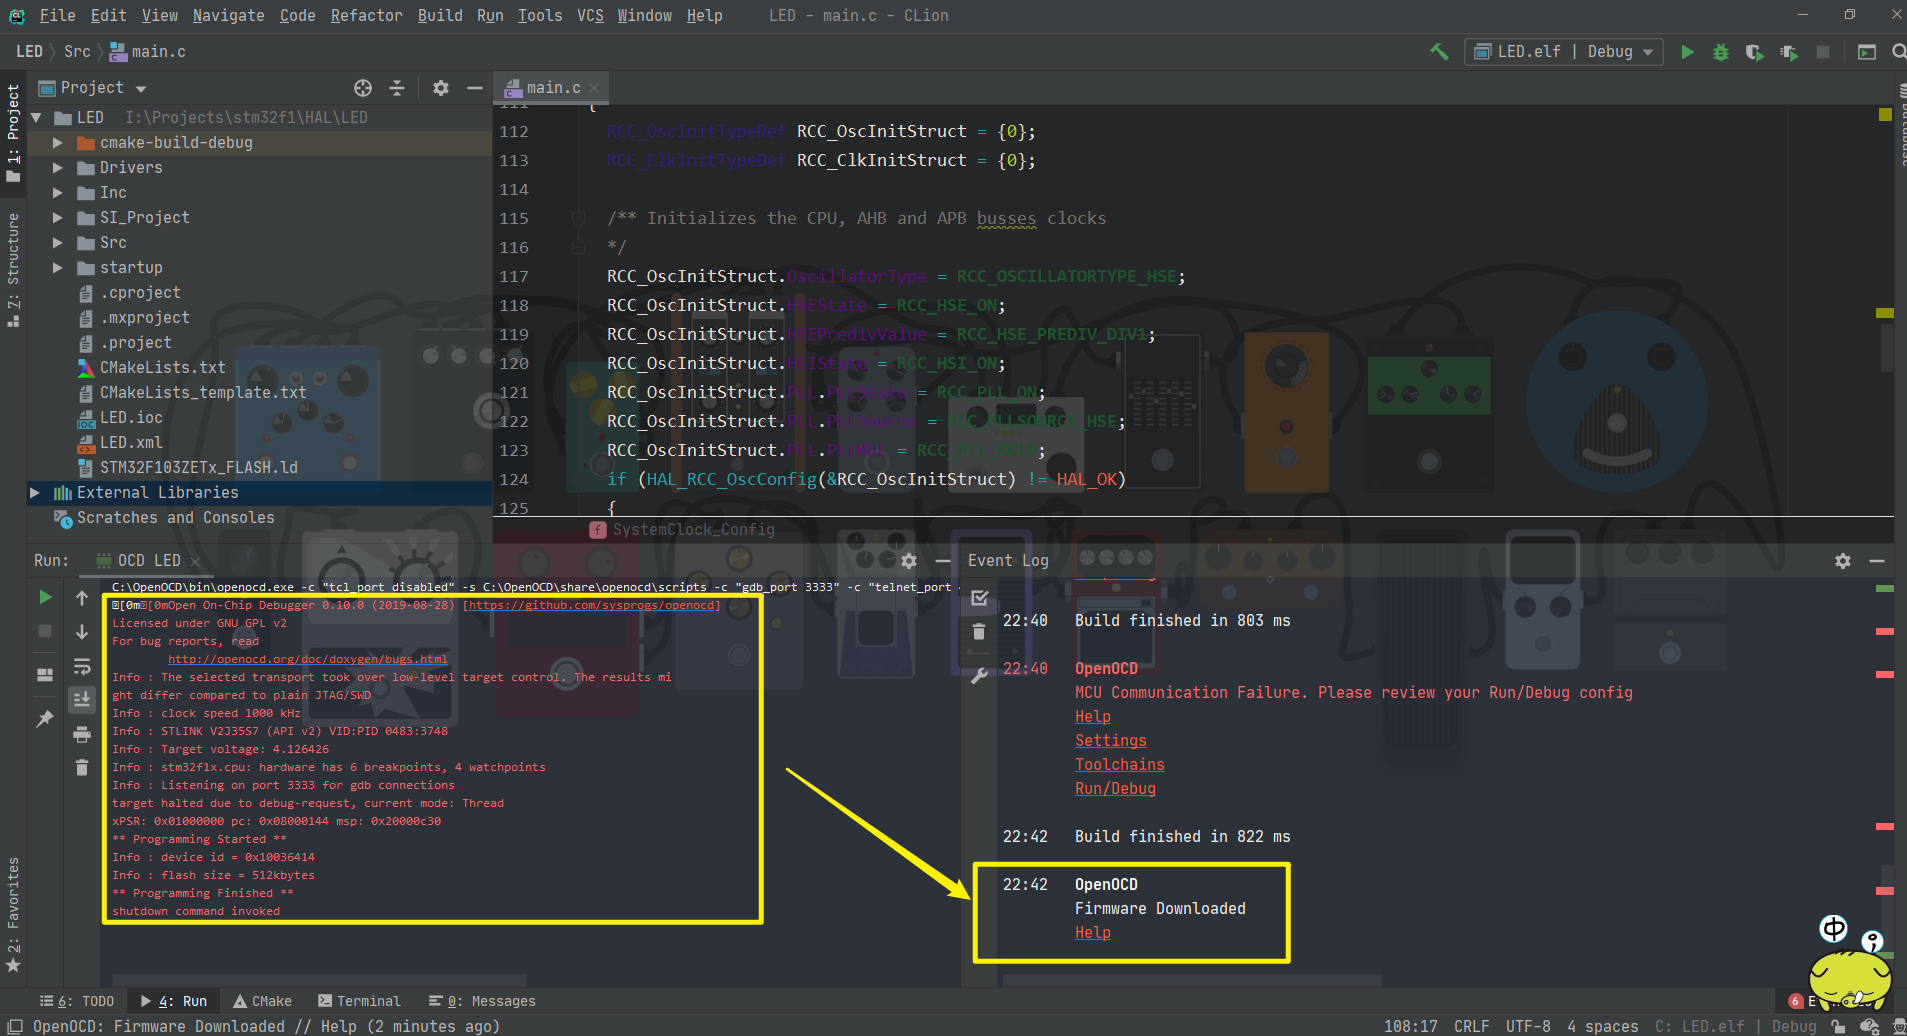 File Edit View Navigate Code Refactor Build Run Tools VCS Window Help LED - main.c - CLion
LED Src main.c
LED.elf | Debug
1: Project
7: Structure
2: Favorites
Project
LED I:\Projects\stm32f1\HAL\LED
cmake-build-debug
Drivers
Inc
SI_Project
Src
startup
.cproject
.mxproject
.project
CMakeLists.txt
CMakeLists_template.txt
LED.ioc
LED.xml
STM32F103ZETx_FLASH.ld
External Libraries
Scratches and Consoles
main.c
111 {
112 RCC_OscInitTypeDef RCC_OscInitStruct = {0};
113 RCC_ClkInitTypeDef RCC_ClkInitStruct = {0};
114
115 /** Initializes the CPU, AHB and APB busses clocks
116 */
117 RCC_OscInitStruct.OscillatorType = RCC_OSCILLATORTYPE_HSE;
118 RCC_OscInitStruct.HSEState = RCC_HSE_ON;
119 RCC_OscInitStruct.HSEPredivValue = RCC_HSE_PREDIV_DIV1;
120 RCC_OscInitStruct.HSIState = RCC_HSI_ON;
121 RCC_OscInitStruct.PLL.PLLState = RCC_PLL_ON;
122 RCC_OscInitStruct.PLL.PLLSource = RCC_PLLSOURCE_HSE;
123 RCC_OscInitStruct.PLL.PLLMUL = RCC_PLL_MUL9;
124 if (HAL_RCC_OscConfig(&RCC_OscInitStruct) != HAL_OK)
125 {
f SystemClock_Config
Run: OCD LED
C:\OpenOCD\bin\openocd.exe -c "tcl_port disabled" -s C:\OpenOCD\share\openocd\scripts -c "gdb_port 3333" -c "telnet_port
[0m[0mOpen On-Chip Debugger 0.10.0 (2019-08-28) [https://github.com/sysprogs/openocd]
Licensed under GNU GPL v2
For bug reports, read
http://openocd.org/doc/doxygen/bugs.html
Info : The selected transport took over low-level target control. The results mi
ght differ compared to plain JTAG/SWD
Info : clock speed 1000 kHz
Info : STLINK V2J35S7 (API v2) VID:PID 0483:3748
Info : Target voltage: 4.126426
Info : stm32f1x.cpu: hardware has 6 breakpoints, 4 watchpoints
Info : Listening on port 3333 for gdb connections
target halted due to debug-request, current mode: Thread
xPSR: 0x01000000 pc: 0x08000144 msp: 0x20000c30
** Programming Started **
Info : device id = 0x10036414
Info : flash size = 512kbytes
** Programming Finished **
shutdown command invoked
Event Log
22:40 Build finished in 803 ms
22:40 OpenOCD
MCU Communication Failure. Please review your Run/Debug config
Help
Settings
Toolchains
Run/Debug
22:42 Build finished in 822 ms
22:42 OpenOCD
Firmware Downloaded
Help
中
6: TODO 4: Run CMake Terminal 0: Messages
6
OpenOCD: Firmware Downloaded // Help (2 minutes ago)
108:17 CRLF UTF-8 4 spaces C: LED.elf | Debug